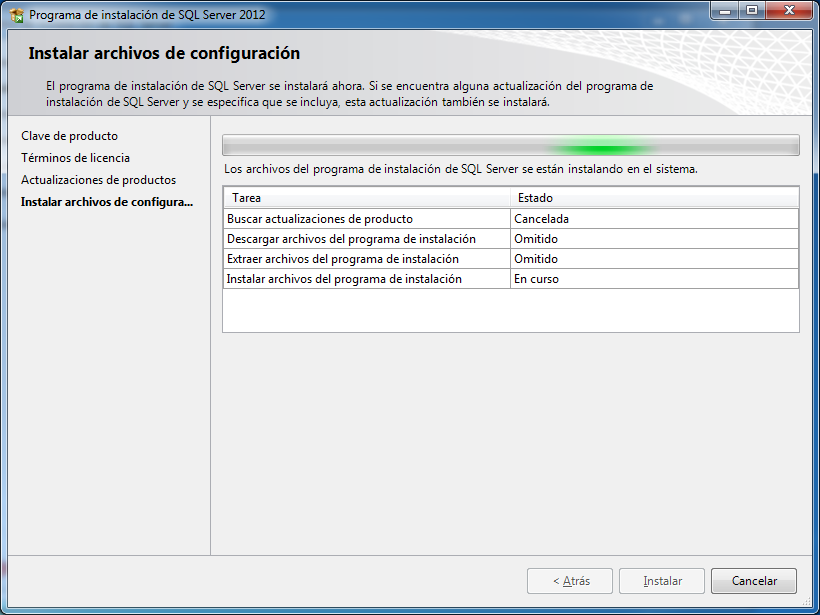 Programa de instalación de SQL Server 2012
Instalar archivos de configuración
El programa de instalación de SQL Server se instalará ahora. Si se encuentra alguna actualización del programa de
instalación de SQL Server y se especifica que se incluya, esta actualización también se instalará.
Clave de producto
Términos de licencia
Actualizaciones de productos
Instalar archivos de configura...
Los archivos del programa de instalación de SQL Server se están instalando en el sistema.
Tarea Estado
Buscar actualizaciones de producto Cancelada
Descargar archivos del programa de instalación Omitido
Extraer archivos del programa de instalación Omitido
Instalar archivos del programa de instalación En curso
< Atrás Instalar Cancelar